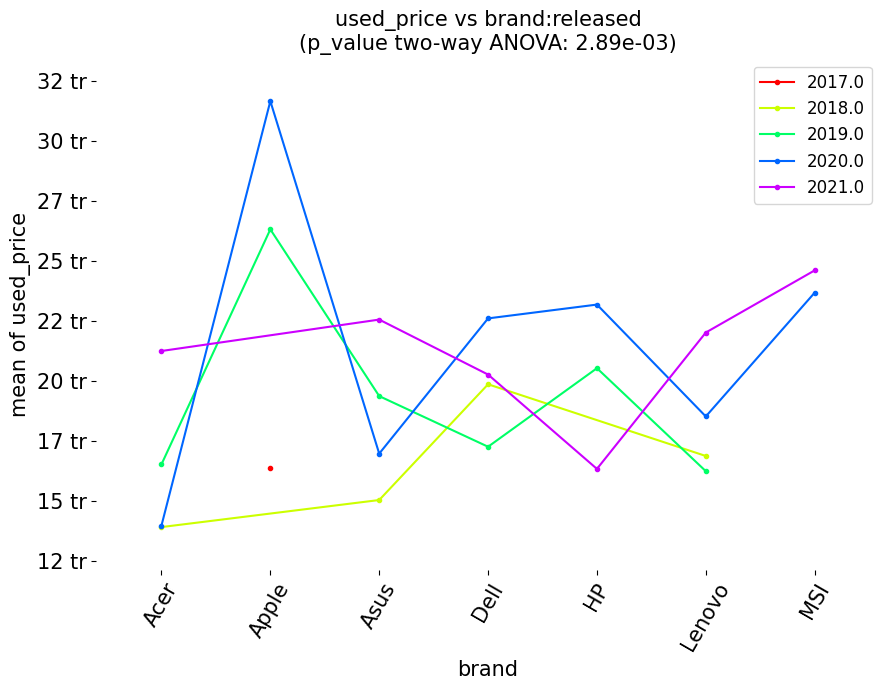 used_price vs brand:released
(p_value two-way ANOVA: 2.89e-03)
32 tr
30 tr
27 tr
25 tr
22 tr
20 tr
17 tr
15 tr
12 tr
mean of used_price
2017.0
2018.0
2019.0
2020.0
2021.0
Acer
Apple
Asus
Dell
HP
Lenovo
MSI
brand